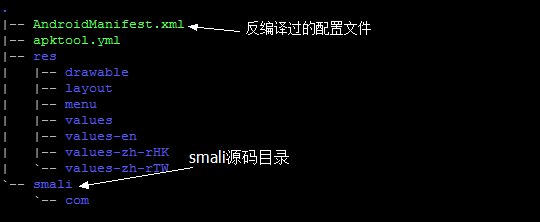 .
|-- AndroidManifest.xml 反编译过的配置文件
|-- apktool.yml
|-- res
|   |-- drawable
|   |-- layout
|   |-- menu
|   |-- values
|   |-- values-en
|   |-- values-zh-rHK
|   `-- values-zh-rTW smali源码目录
`-- smali
    `-- com